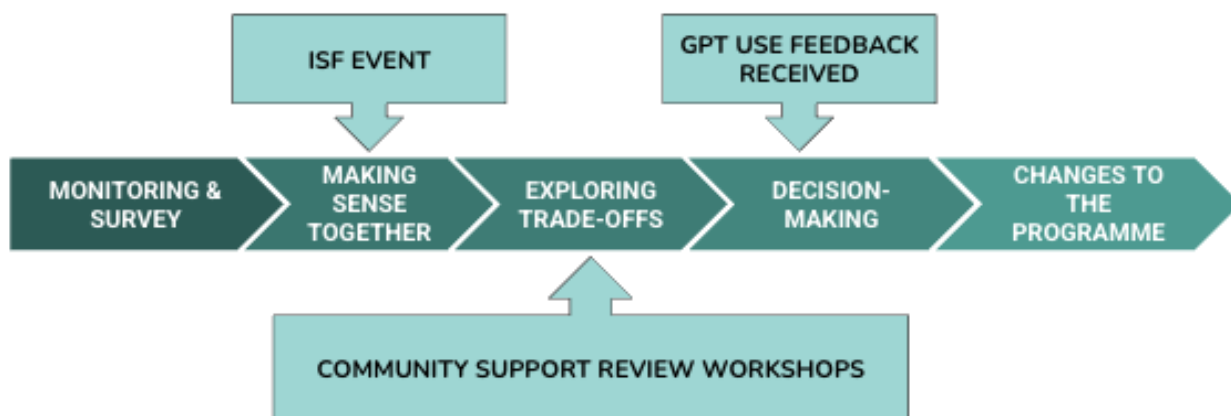 ISF EVENT
GPT USE FEEDBACK
RECEIVED
MONITORING &
SURVEY
MAKING
SENSE
TOGETHER
EXPLORING
TRADE-OFFS
DECISION-
MAKING
CHANGES TO
THE
PROGRAMME
COMMUNITY SUPPORT REVIEW WORKSHOPS